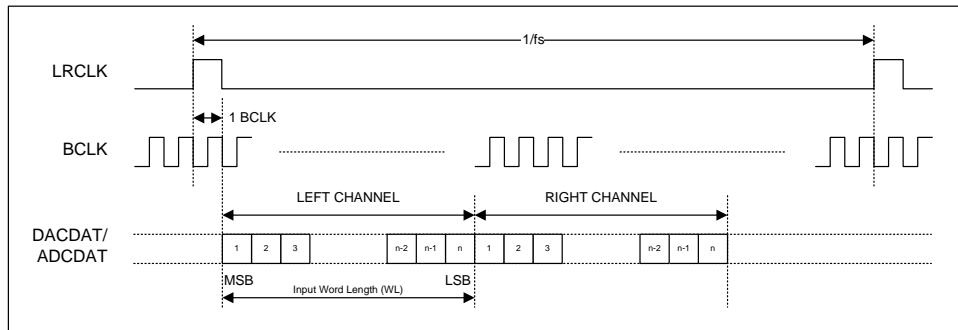 1/fs
LRCLK
1 BCLK
BCLK
LEFT CHANNEL RIGHT CHANNEL
DACDAT/
ADCDAT
1 2 3 n-2 n-1 n 1 2 3 n-2 n-1 n
MSB LSB
Input Word Length (WL)